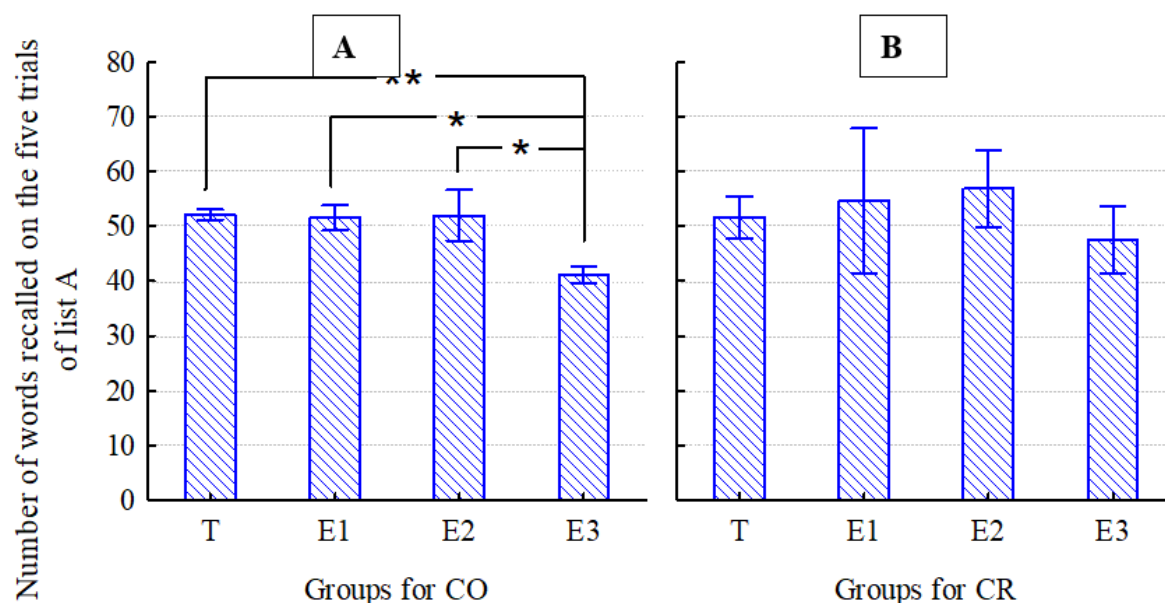 A
B
Number of words recalled on the five trials
of list A
80
70
60
50
40
30
20
10
0
**
*
*
T E1 E2 E3
T E1 E2 E3
Groups for CO
Groups for CR